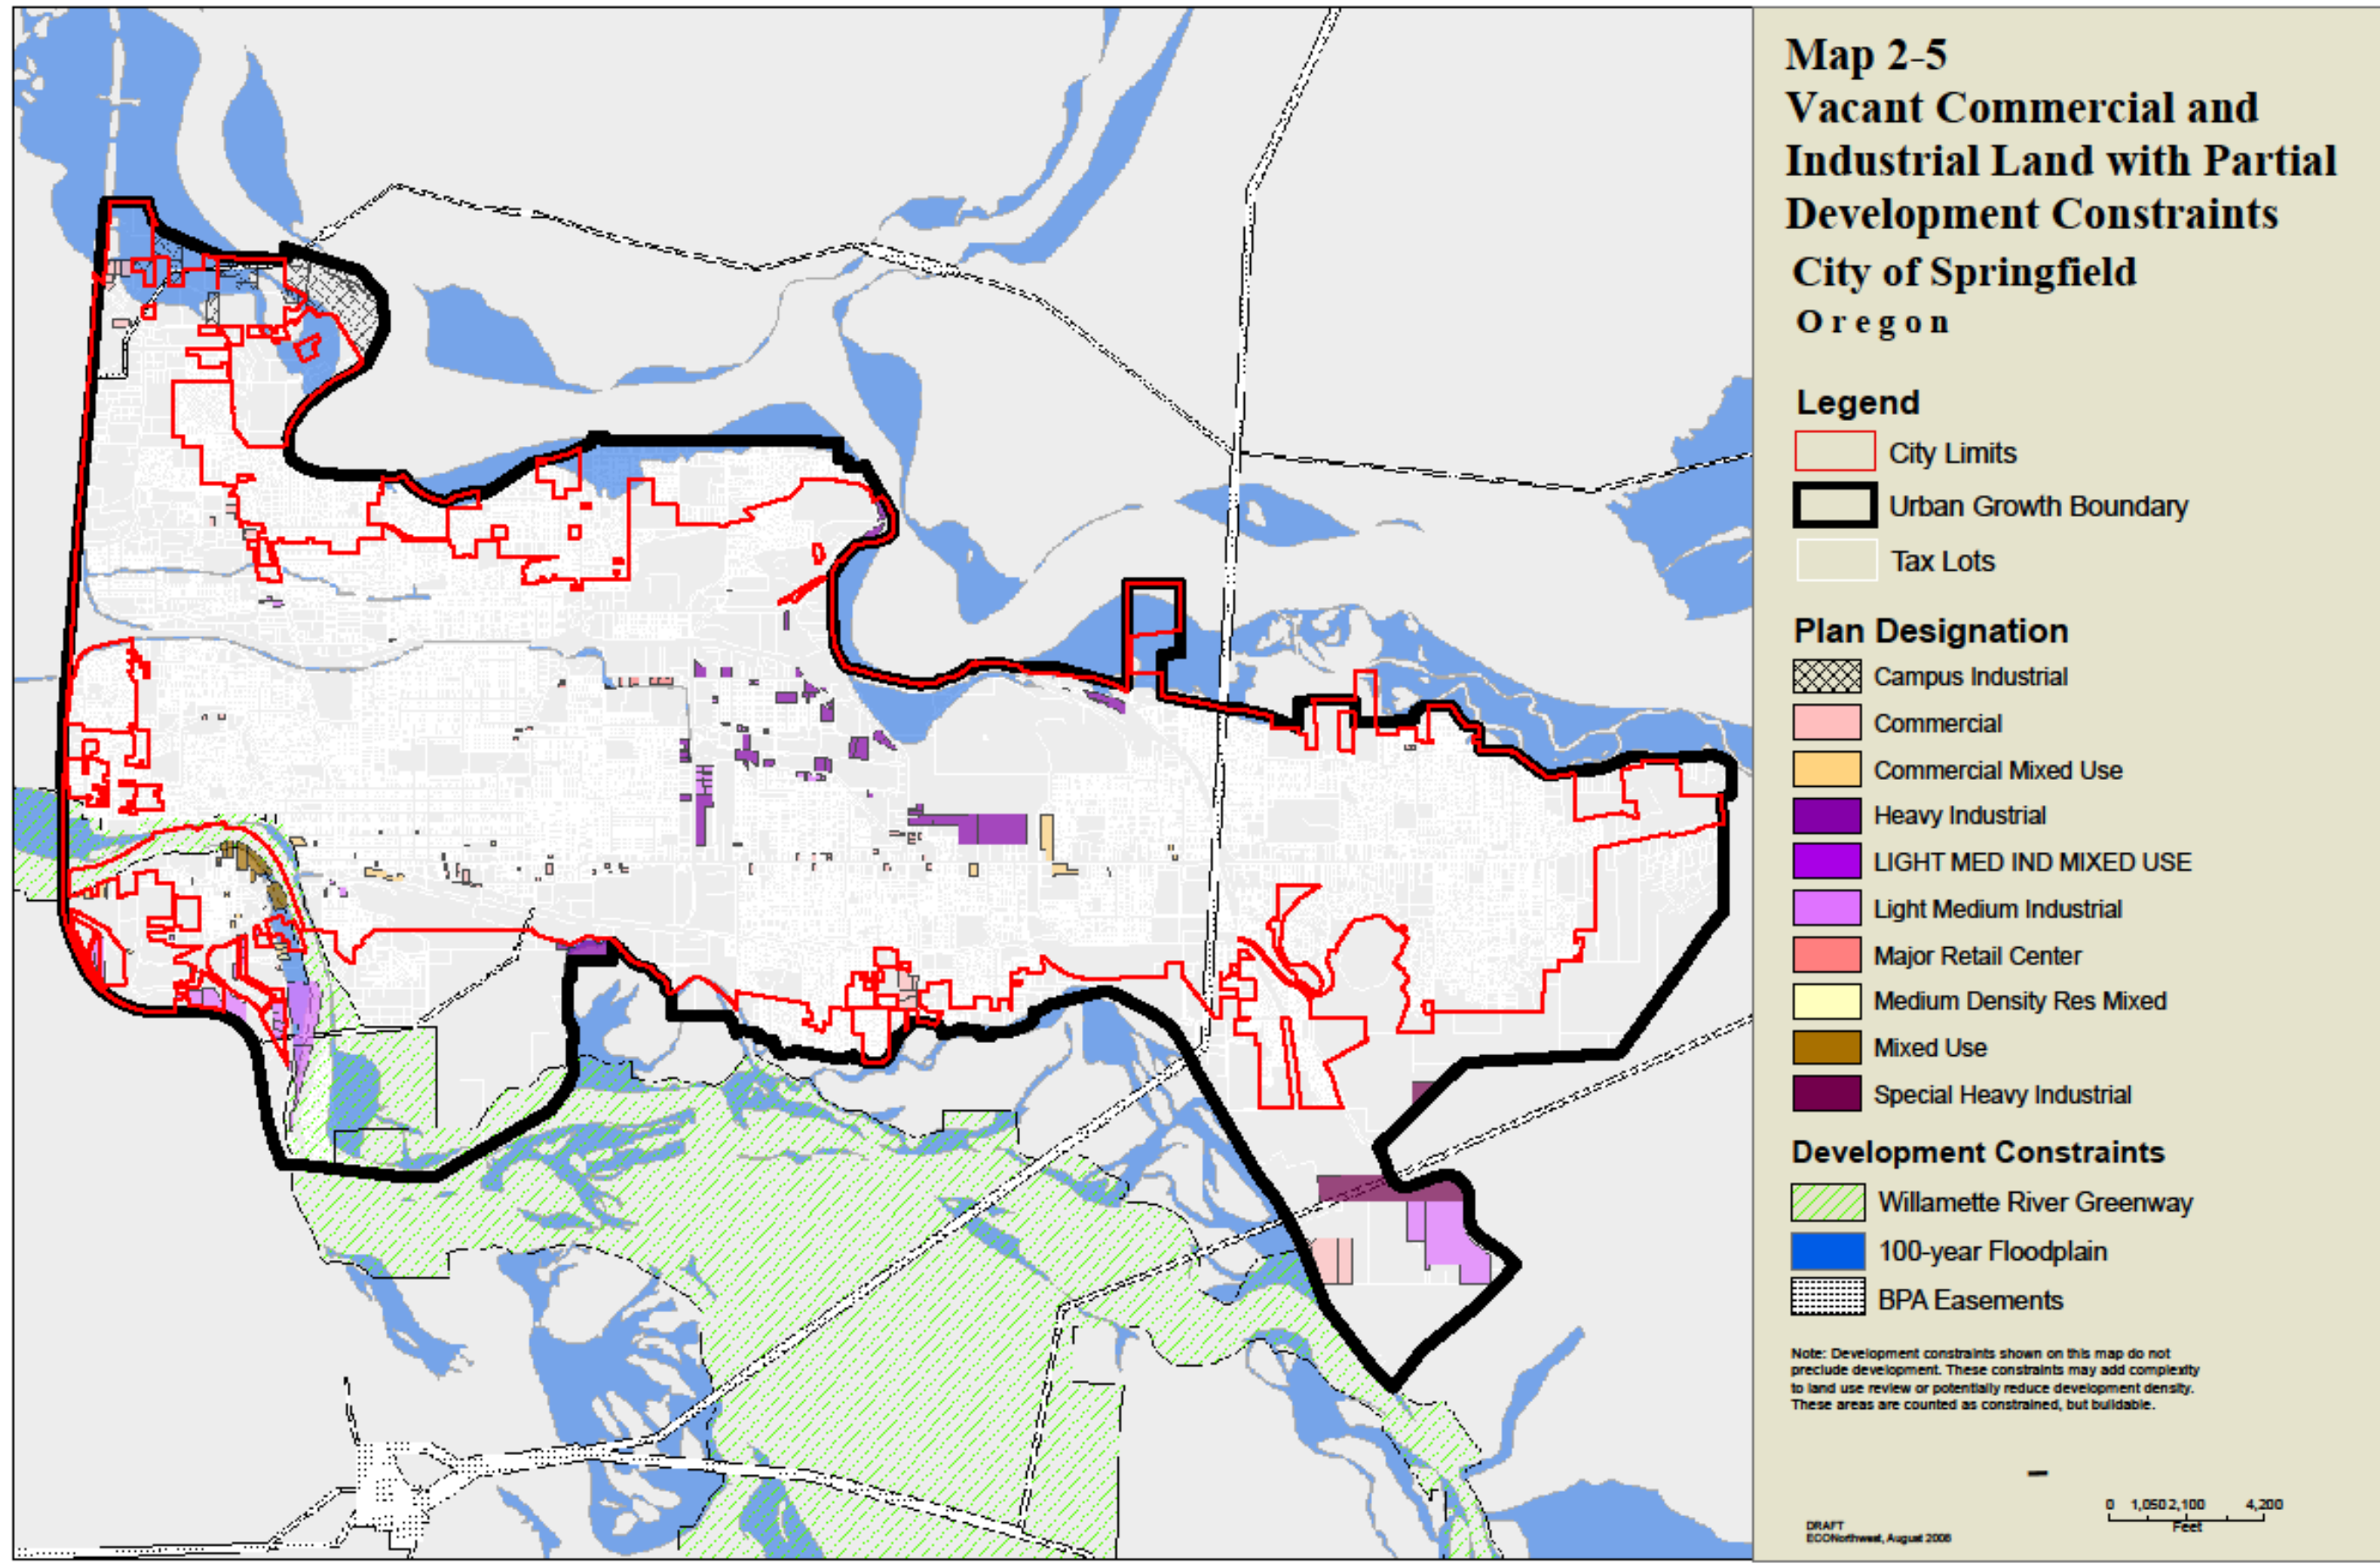 Map 2-5
Vacant Commercial and
Industrial Land with Partial
Development Constraints
City of Springfield
Oregon
Legend
City Limits
Urban Growth Boundary
Tax Lots
Plan Designation
Campus Industrial
Commercial
Commercial Mixed Use
Heavy Industrial
LIGHT MED IND MIXED USE
Light Medium Industrial
Major Retail Center
Medium Density Res Mixed
Mixed Use
Special Heavy Industrial
Development Constraints
Willamette River Greenway
100-year Floodplain
BPA Easements
Note: Development constraints shown on this map do not
preclude development. These constraints may add complexity
to land use review or potentially reduce development density.
These areas are counted as constrained, but buildable.
0 1,050 2,100 4,200
Feet
DRAFT
ECONorthwest, August 2008